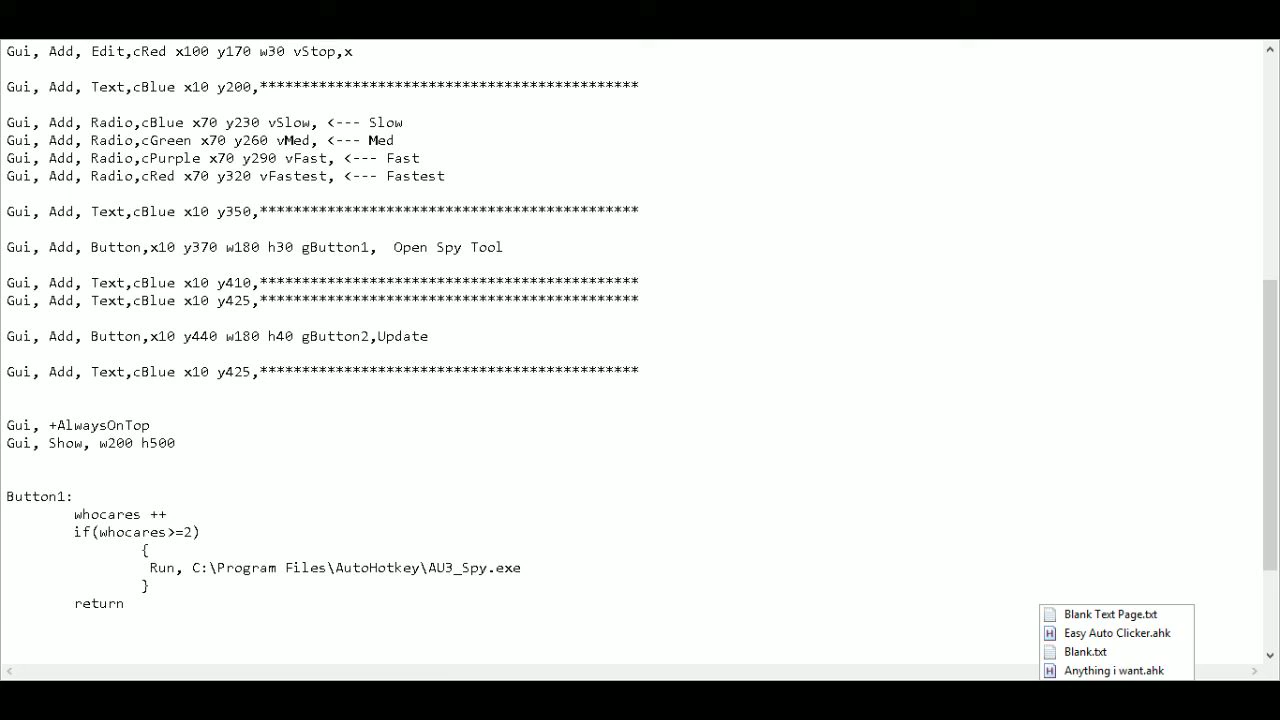 Gui, Add, Edit,cRed x100 y170 w30 vStop,x
Gui, Add, Text,cBlue x10 y200,*********************************************
Gui, Add, Radio,cBlue x70 y230 vSlow, <--- Slow
Gui, Add, Radio,cGreen x70 y260 vMed, <--- Med
Gui, Add, Radio,cPurple x70 y290 vFast, <--- Fast
Gui, Add, Radio,cRed x70 y320 vFastest, <--- Fastest
Gui, Add, Text,cBlue x10 y350,*********************************************
Gui, Add, Button,x10 y370 w180 h30 gButton1,  Open Spy Tool
Gui, Add, Text,cBlue x10 y410,*********************************************
Gui, Add, Text,cBlue x10 y425,*********************************************
Gui, Add, Button,x10 y440 w180 h40 gButton2,Update
Gui, Add, Text,cBlue x10 y425,*********************************************
Gui, +AlwaysOnTop
Gui, Show, w200 h500
Button1:
whocares ++
if(whocares>=2)
{
Run, C:\Program Files\AutoHotkey\AU3_Spy.exe
}
return
Blank Text Page.txt
Easy Auto Clicker.ahk
Blank.txt
Anything i want.ahk